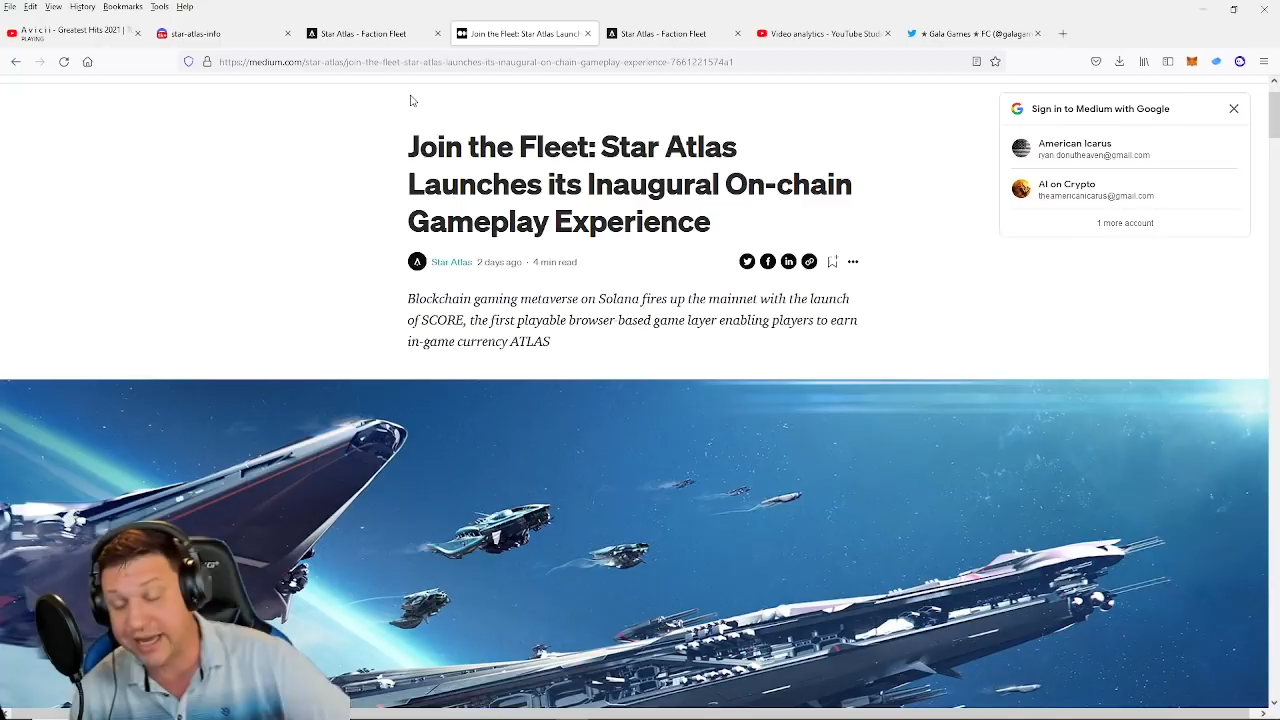 File Edit View History Bookmarks Tools Help
A v i c i i - Greatest Hits 2021 |
PLAYING
star-atlas-info
Star Atlas - Faction Fleet
Join the Fleet: Star Atlas Launch
Star Atlas - Faction Fleet
Video analytics - YouTube Studi
★ Gala Games ★ FC (@galagam
https://medium.com/star-atlas/join-the-fleet-star-atlas-launches-its-inaugural-on-chain-gameplay-experience-7661221574a1
Join the Fleet: Star Atlas
Launches its Inaugural On-chain
Gameplay Experience
Star Atlas 2 days ago · 4 min read
Blockchain gaming metaverse on Solana fires up the mainnet with the launch
of SCORE, the first playable browser based game layer enabling players to earn
in-game currency ATLAS
Sign in to Medium with Google
American Icarus
ryan.donutheaven@gmail.com
AI on Crypto
theamericanicarus@gmail.com
1 more account